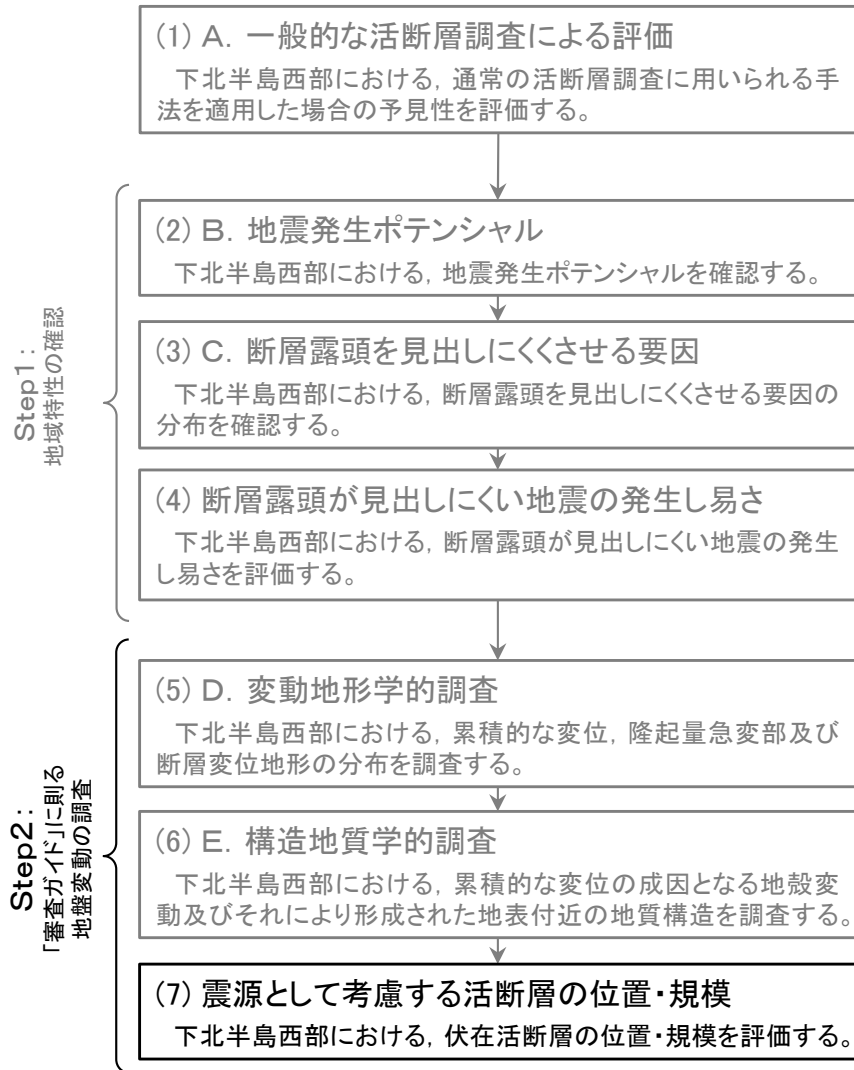 (1) A. 一般的な活断層調査による評価
下北半島西部における, 通常の活断層調査に用いられる手
法を適用した場合の予見性を評価する。
Step1:
地域特性の確認
(2) B. 地震発生ポテンシャル
下北半島西部における, 地震発生ポテンシャルを確認する。
(3) C. 断層露頭を見出しにくくさせる要因
下北半島西部における, 断層露頭を見出しにくくさせる要因の
分布を確認する。
(4) 断層露頭が見出しにくい地震の発生し易さ
下北半島西部における, 断層露頭が見出しにくい地震の発生
し易さを評価する。
Step2:
「審査ガイド」に則る
地盤変動の調査
(5) D. 変動地形学的調査
下北半島西部における, 累積的な変位, 隆起量急変部及び
断層変位地形の分布を調査する。
(6) E. 構造地質学的調査
下北半島西部における, 累積的な変位の成因となる地殻変
動及びそれにより形成された地表付近の地質構造を調査する。
(7) 震源として考慮する活断層の位置・規模
下北半島西部における, 伏在活断層の位置・規模を評価する。